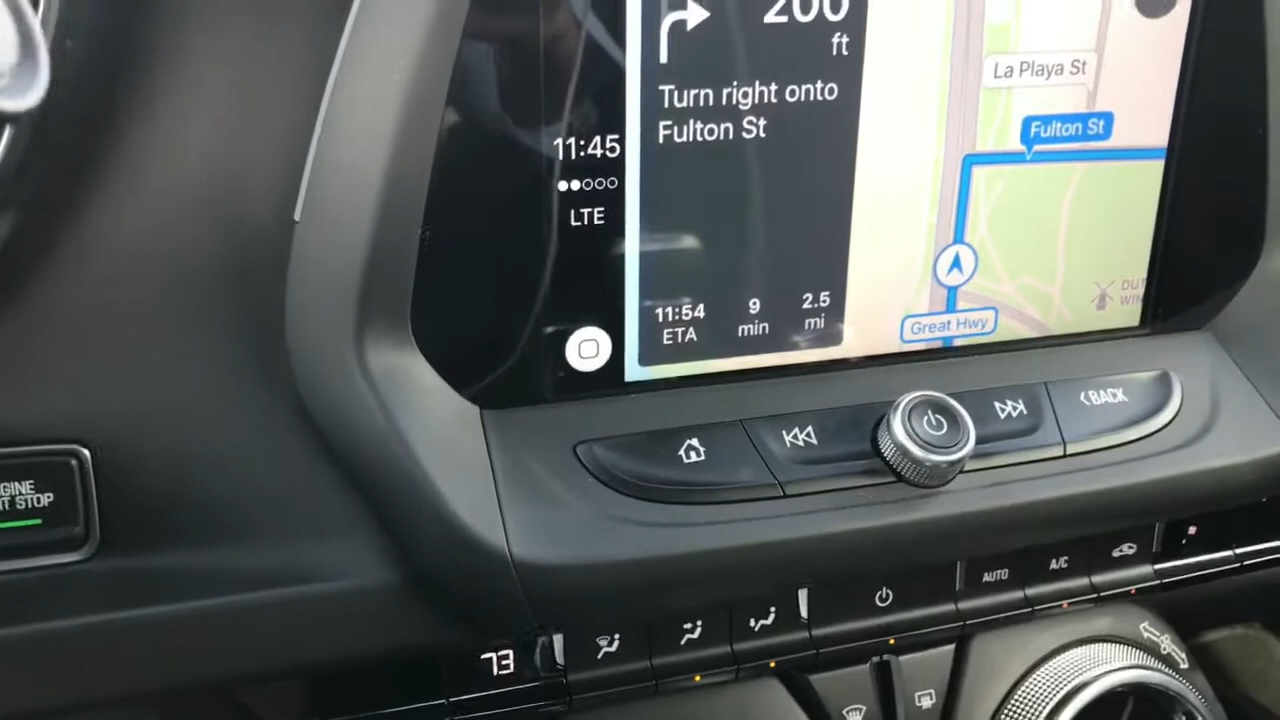 200
ft
Turn right onto
Fulton St
11:45
LTE
11:54
ETA
9
min
2.5
mi
La Playa St
Fulton St
Great Hwy
BACK
STOP
AUTO
A/C
73